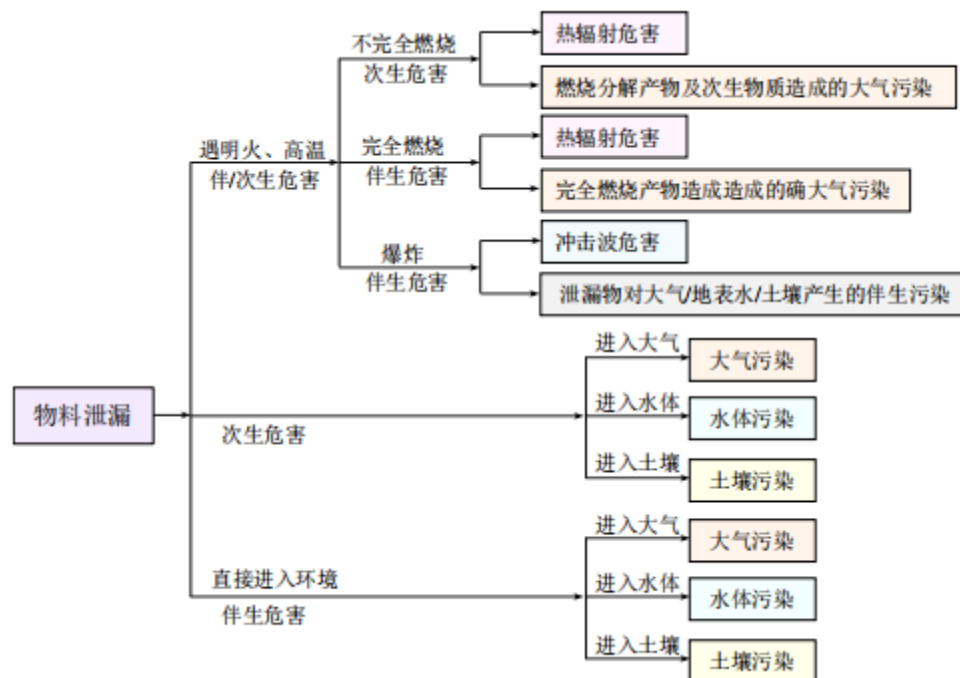 不完全燃烧
次生危害
热辐射危害
燃烧分解产物及次生物质造成的大气污染
遇明火、高温
伴/次生危害
完全燃烧
伴生危害
热辐射危害
完全燃烧产物造成造成的确大气污染
爆炸
伴生危害
冲击波危害
泄漏物对大气/地表水/土壤产生的伴生污染
物料泄漏
次生危害
进入大气
大气污染
进入水体
水体污染
进入土壤
土壤污染
直接进入环境
伴生危害
进入大气
大气污染
进入水体
水体污染
进入土壤
土壤污染